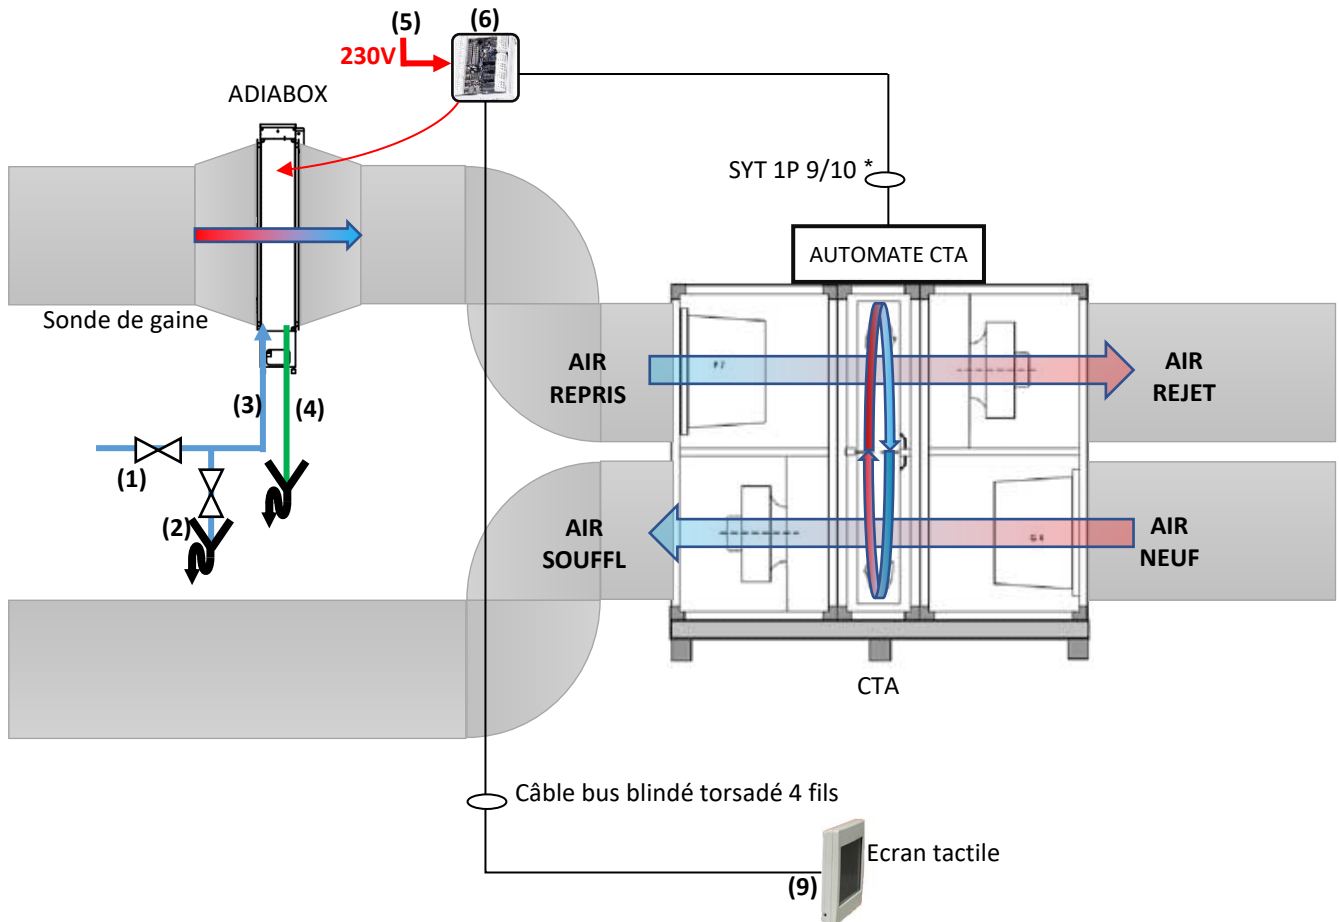 (5)
(6)
230V
ADIABOX
SYT 1P 9/10 *
AUTOMATE CTA
Sonde de gaine
AIR
REPRIS
AIR
REJET
(3)
(4)
(1)
(2)
AIR
SOUFFL
AIR
NEUF
CTA
Câble bus blindé torsadé 4 fils
Ecran tactile
(9)